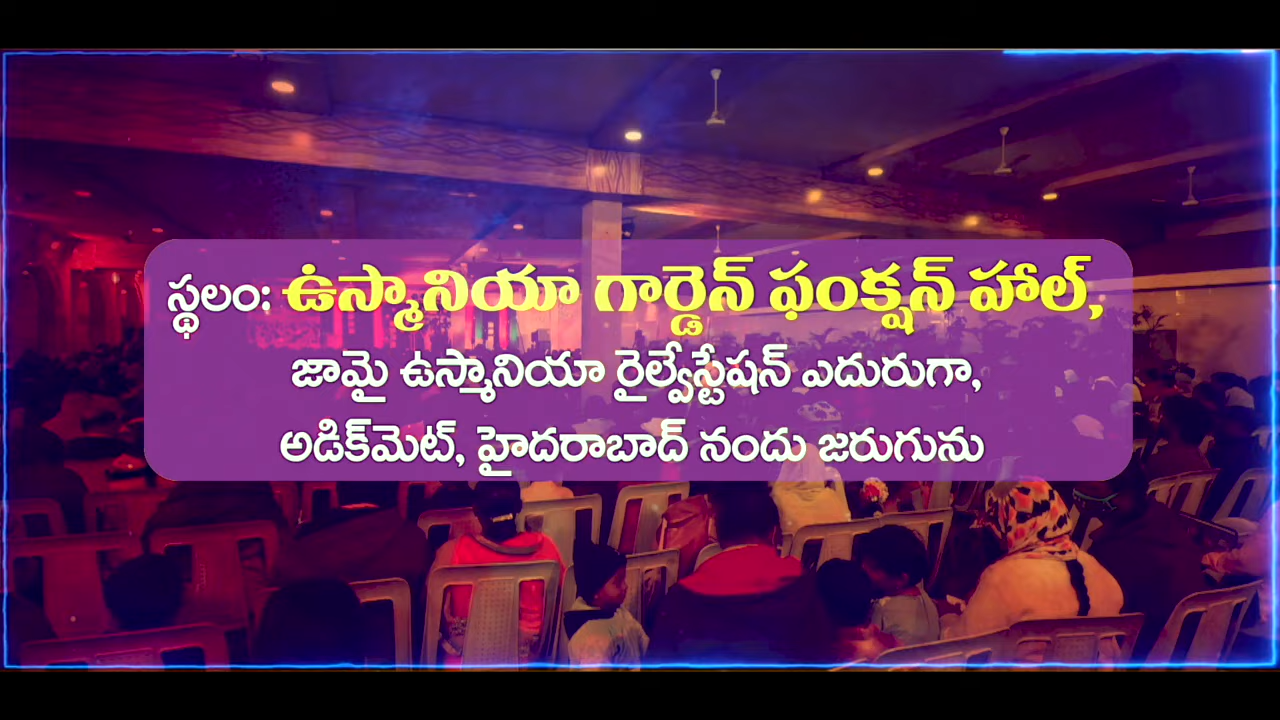 స్థలం: ఉస్మానియా గార్డెన్ ఫంక్షన్ హాల్,
జామై ఉస్మానియా రైల్వేస్టేషన్ ఎదురుగా,
అడిక్‌మెట్, హైదరాబాద్ నందు జరుగును